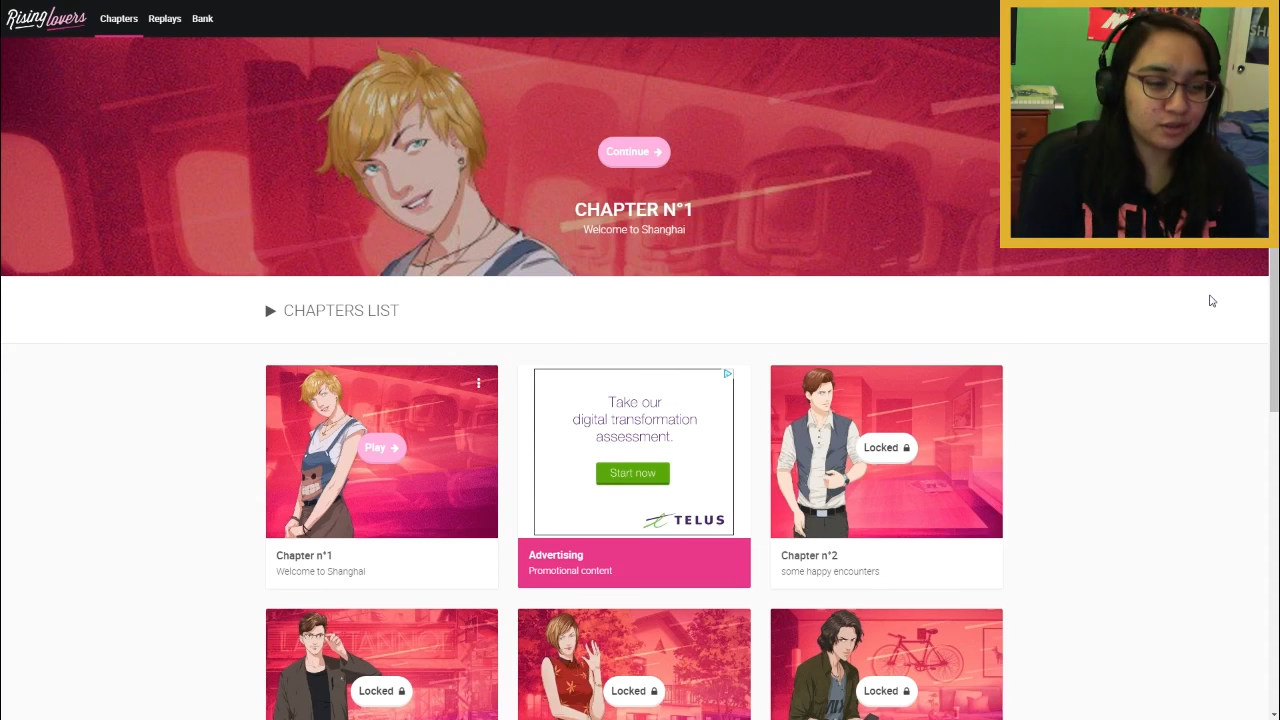 Rising lovers
Chapters
Replays
Bank
Continue
CHAPTER N°1
Welcome to Shanghai
CHAPTERS LIST
Play
Chapter n°1
Welcome to Shanghai
Take our
digital transformation
assessment.
Start now
TELUS
Advertising
Promotional content
Locked
Chapter n°2
some happy encounters
Locked
Locked
Locked